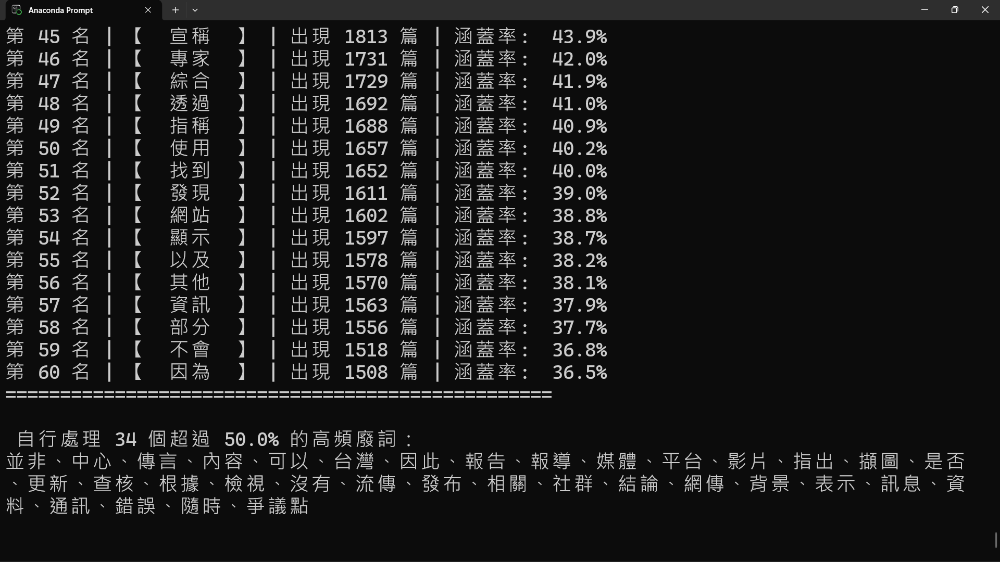 Anaconda Prompt
第 45 名 | 【 宣稱 】 | 出現 1813 篇 | 涵蓋率: 43.9%
第 46 名 | 【 專家 】 | 出現 1731 篇 | 涵蓋率: 42.0%
第 47 名 | 【 綜合 】 | 出現 1729 篇 | 涵蓋率: 41.9%
第 48 名 | 【 透過 】 | 出現 1692 篇 | 涵蓋率: 41.0%
第 49 名 | 【 指稱 】 | 出現 1688 篇 | 涵蓋率: 40.9%
第 50 名 | 【 使用 】 | 出現 1657 篇 | 涵蓋率: 40.2%
第 51 名 | 【 找到 】 | 出現 1652 篇 | 涵蓋率: 40.0%
第 52 名 | 【 發現 】 | 出現 1611 篇 | 涵蓋率: 39.0%
第 53 名 | 【 網站 】 | 出現 1602 篇 | 涵蓋率: 38.8%
第 54 名 | 【 顯示 】 | 出現 1597 篇 | 涵蓋率: 38.7%
第 55 名 | 【 以及 】 | 出現 1578 篇 | 涵蓋率: 38.2%
第 56 名 | 【 其他 】 | 出現 1570 篇 | 涵蓋率: 38.1%
第 57 名 | 【 資訊 】 | 出現 1563 篇 | 涵蓋率: 37.9%
第 58 名 | 【 部分 】 | 出現 1556 篇 | 涵蓋率: 37.7%
第 59 名 | 【 不會 】 | 出現 1518 篇 | 涵蓋率: 36.8%
第 60 名 | 【 因為 】 | 出現 1508 篇 | 涵蓋率: 36.5%
==================================================
自行處理 34 個超過 50.0% 的高頻廢詞：
並非、中心、傳言、內容、可以、台灣、因此、報告、報導、媒體、平台、影片、指出、擷圖、是否
、更新、查核、根據、檢視、沒有、流傳、發布、相關、社群、結論、網傳、背景、表示、訊息、資
料、通訊、錯誤、隨時、爭議點